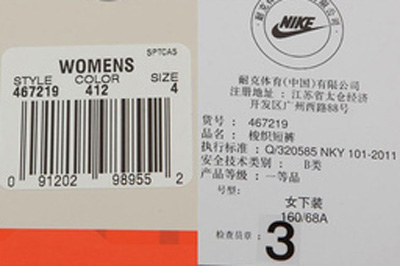 SPTCAS
WOMENS
STYLE COLOR SIZE
467219 412 4
0 91202 98955 2
NIKE
耐克体育(中国)有限公司
注册地址: 江苏省太仓经济
开发区广州西路88号
货号: 467219
品名: 梭织短裤
执行标准: Q/320585 NKY 101-2011
安全技术类别: B类
产品等级: 一等品
号型:
女下装
160/68A
检查员章:
3